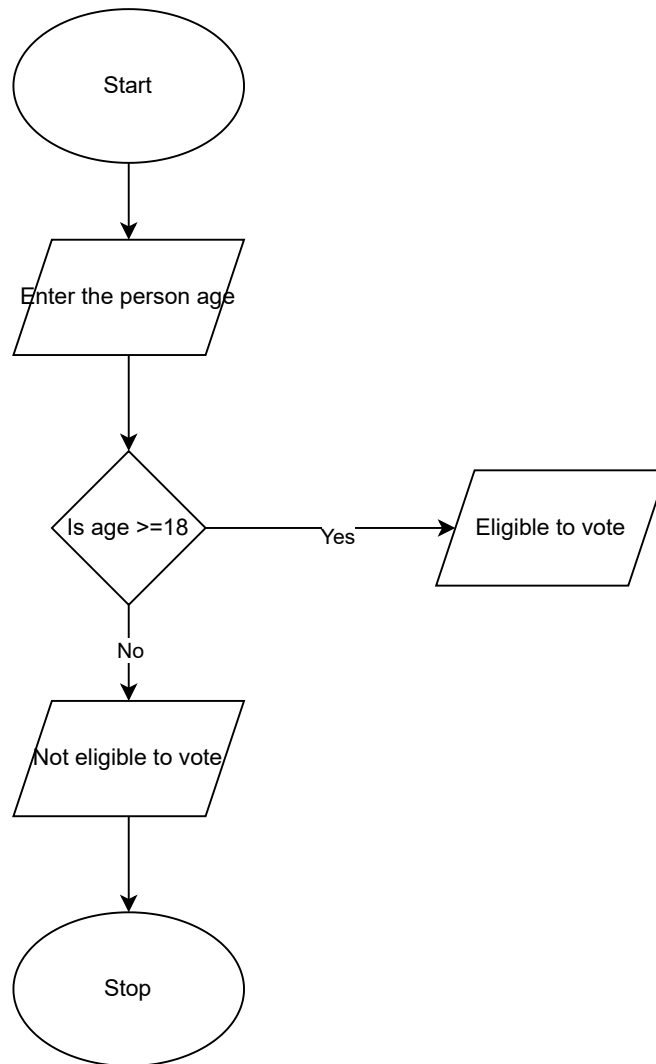 Start
Enter the person age
Is age >=18
Yes
Eligible to vote
No
Not eligible to vote
Stop